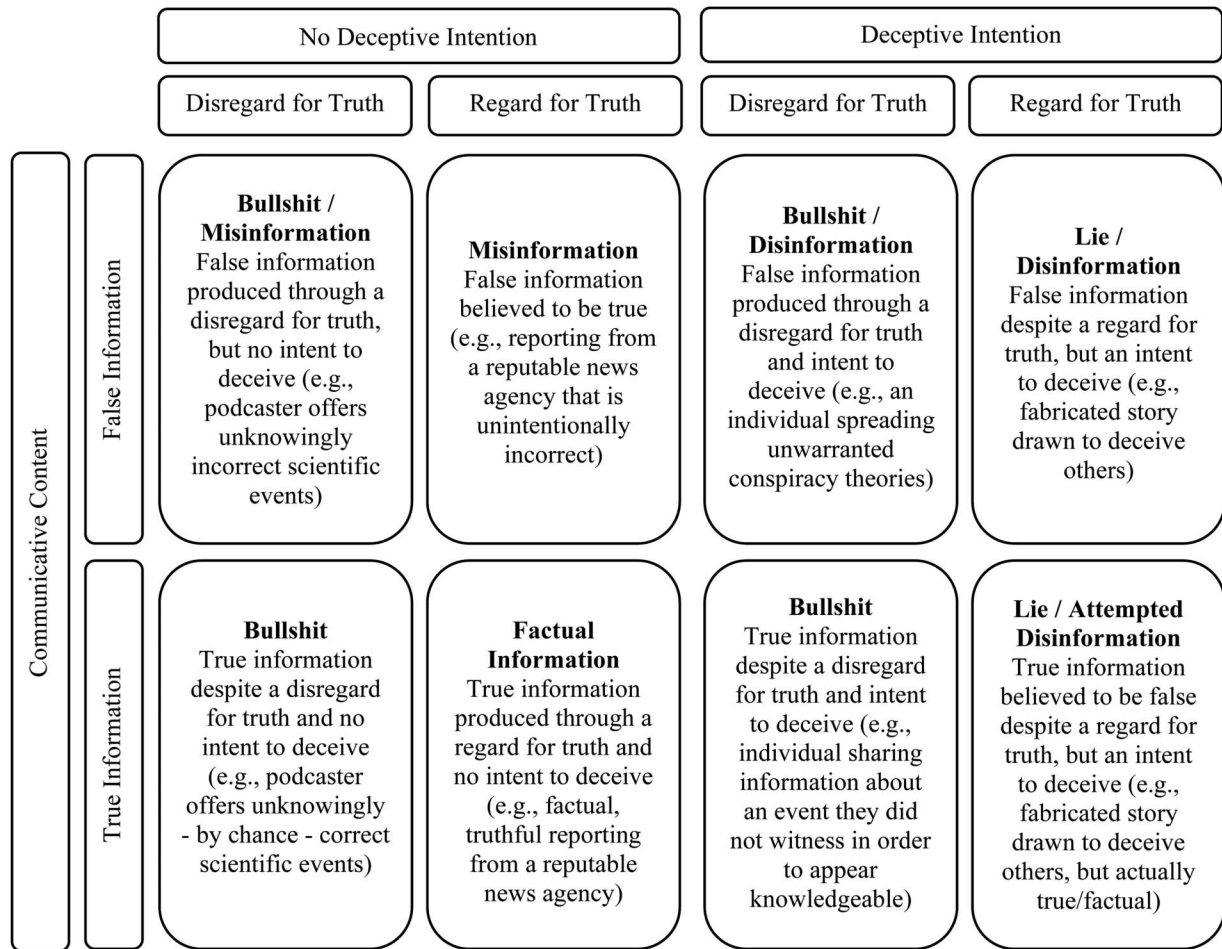 No Deceptive Intention
Deceptive Intention
Disregard for Truth
Regard for Truth
Disregard for Truth
Regard for Truth
Communicative Content
False Information
Bullshit /
Misinformation
False information
produced through a
disregard for truth,
but no intent to
deceive (e.g.,
podcaster offers
unknowingly
incorrect scientific
events)
Misinformation
False information
believed to be true
(e.g., reporting from
a reputable news
agency that is
unintentionally
incorrect)
Bullshit /
Disinformation
False information
produced through a
disregard for truth
and intent to
deceive (e.g., an
individual spreading
unwarranted
conspiracy theories)
Lie /
Disinformation
False information
despite a regard for
truth, but an intent
to deceive (e.g.,
fabricated story
drawn to deceive
others)
True Information
Bullshit
True information
despite a disregard
for truth and no
intent to deceive
(e.g., podcaster
offers unknowingly
- by chance - correct
scientific events)
Factual
Information
True information
produced through a
regard for truth and
no intent to deceive
(e.g., factual,
truthful reporting
from a reputable
news agency)
Bullshit
True information
despite a disregard
for truth and intent
to deceive (e.g.,
individual sharing
information about
an event they did
not witness in order
to appear
knowledgeable)
Lie / Attempted
Disinformation
True information
believed to be false
despite a regard for
truth, but an intent
to deceive (e.g.,
fabricated story
drawn to deceive
others, but actually
true/factual)